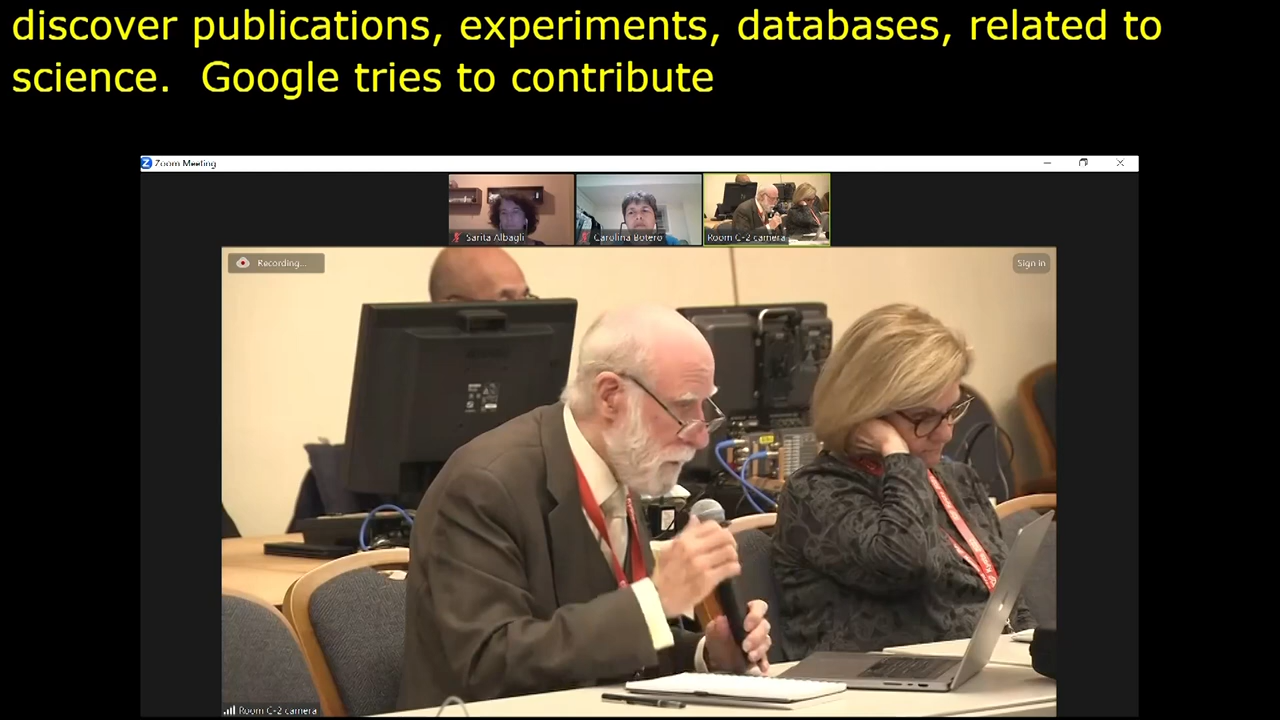 discover publications, experiments, databases, related to
science.  Google tries to contribute
Zoom Meeting
Sarita Albagli
Carolina Botero
Room C-2 camera
Recording...
Sign in
Room C-2 camera